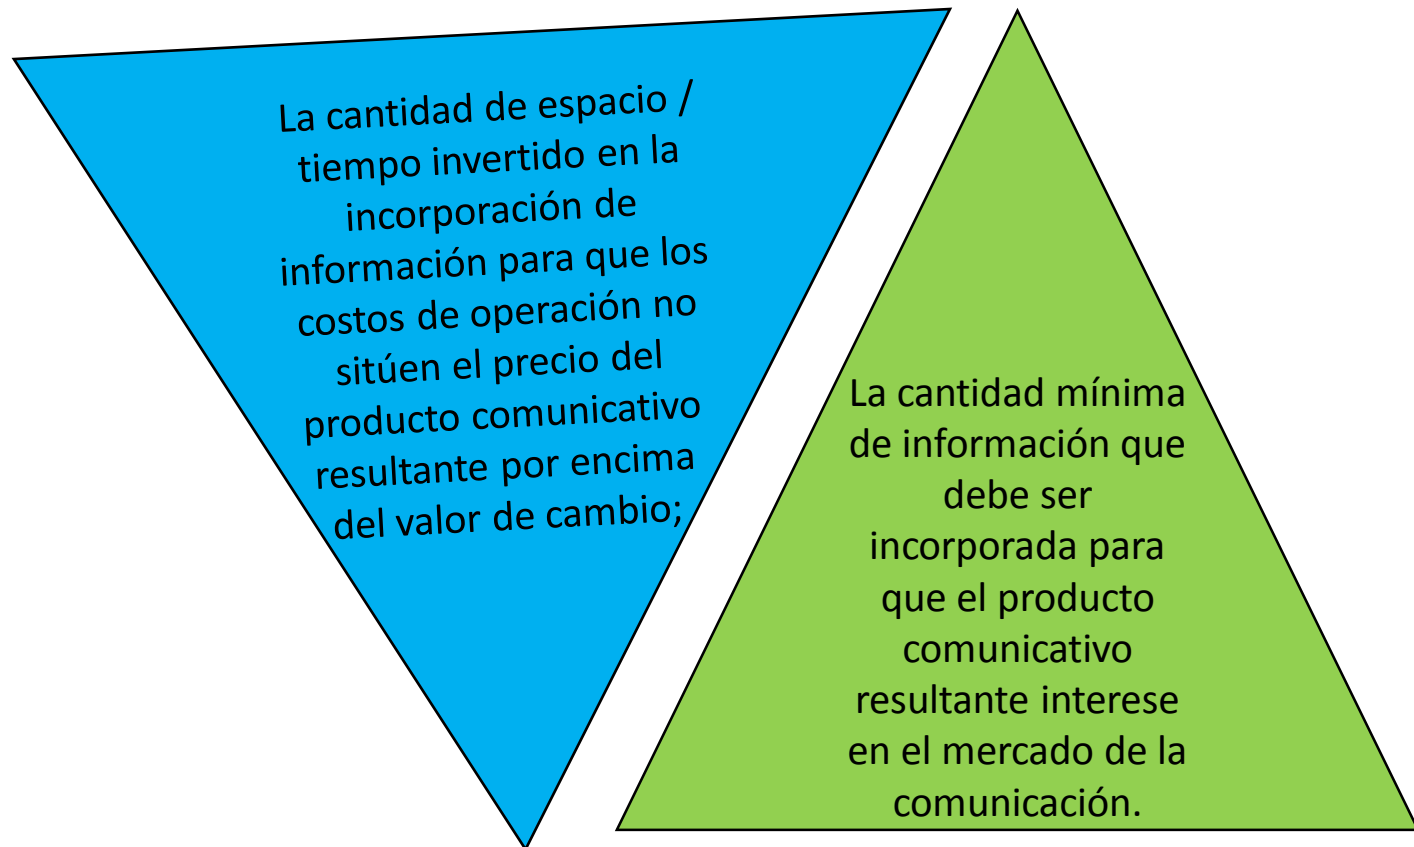 La cantidad de espacio /
tiempo invertido en la
incorporación de
información para que los
costos de operación no
sitúen el precio del
producto comunicativo
resultante por encima
del valor de cambio;
La cantidad mínima
de información que
debe ser
incorporada para
que el producto
comunicativo
resultante interese
en el mercado de la
comunicación.